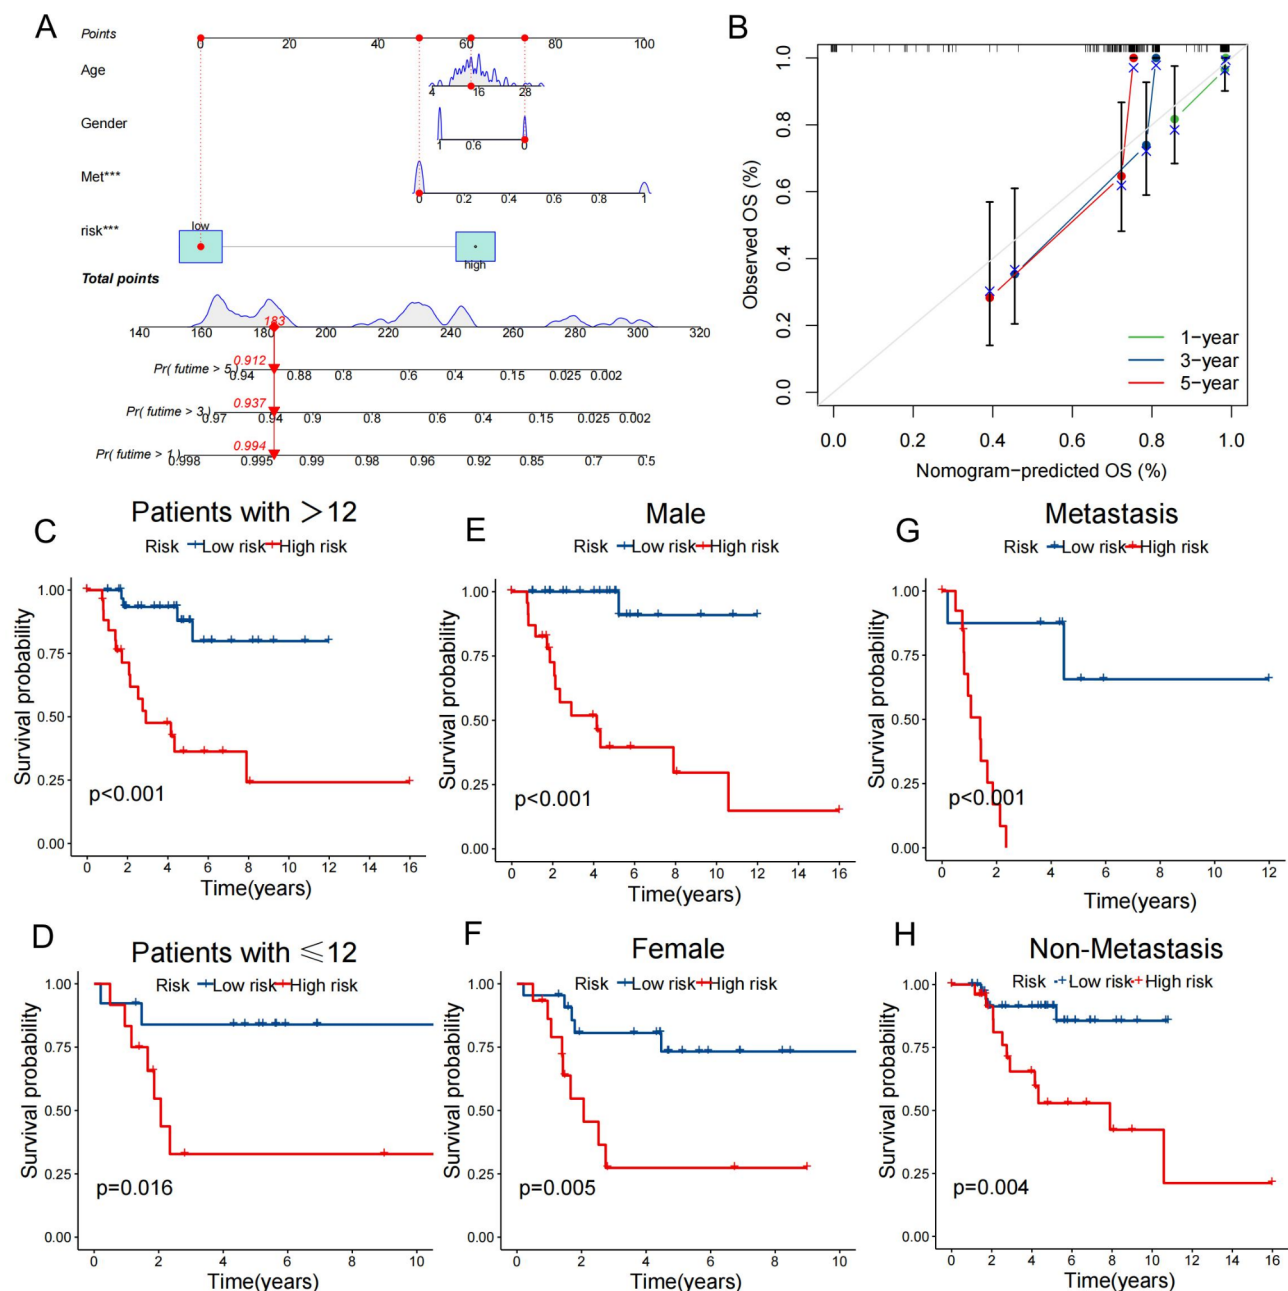 A
Points
0 20 40 60 80 100
Age
4 16 28
Gender
1 0.6 0
Met***
0 0.2 0.4 0.6 0.8 1
risk***
low
high
Total points
183
140 160 180 200 220 240 260 280 300 320
0.912
Pr( futime > 5 )
0.94 0.88 0.8 0.6 0.4 0.15 0.025 0.002
0.937
Pr( futime > 3 )
0.97 0.94 0.9 0.8 0.6 0.4 0.15 0.025 0.002
0.994
Pr( futime > 1 )
0.998 0.995 0.99 0.98 0.96 0.92 0.85 0.7 0.5
B
Observed OS (%)
1.0
0.8
0.6
0.4
0.2
0.0
1-year
3-year
5-year
0.0 0.2 0.4 0.6 0.8 1.0
Nomogram-predicted OS (%)
C
Patients with >12
Risk Low risk High risk
Survival probability
1.00
0.75
0.50
0.25
0.00
p<0.001
0 2 4 6 8 10 12 14 16
Time(years)
E
Male
Risk Low risk High risk
Survival probability
1.00
0.75
0.50
0.25
0.00
p<0.001
0 2 4 6 8 10 12 14 16
Time(years)
G
Metastasis
Risk Low risk High risk
Survival probability
1.00
0.75
0.50
0.25
0.00
p<0.001
0 2 4 6 8 10 12
Time(years)
D
Patients with ≤12
Risk Low risk High risk
Survival probability
1.00
0.75
0.50
0.25
0.00
p=0.016
0 2 4 6 8 10
Time(years)
F
Female
Risk Low risk High risk
Survival probability
1.00
0.75
0.50
0.25
0.00
p=0.005
0 2 4 6 8 10
Time(years)
H
Non-Metastasis
Risk Low risk High risk
Survival probability
1.00
0.75
0.50
0.25
0.00
p=0.004
0 2 4 6 8 10 12 14 16
Time(years)